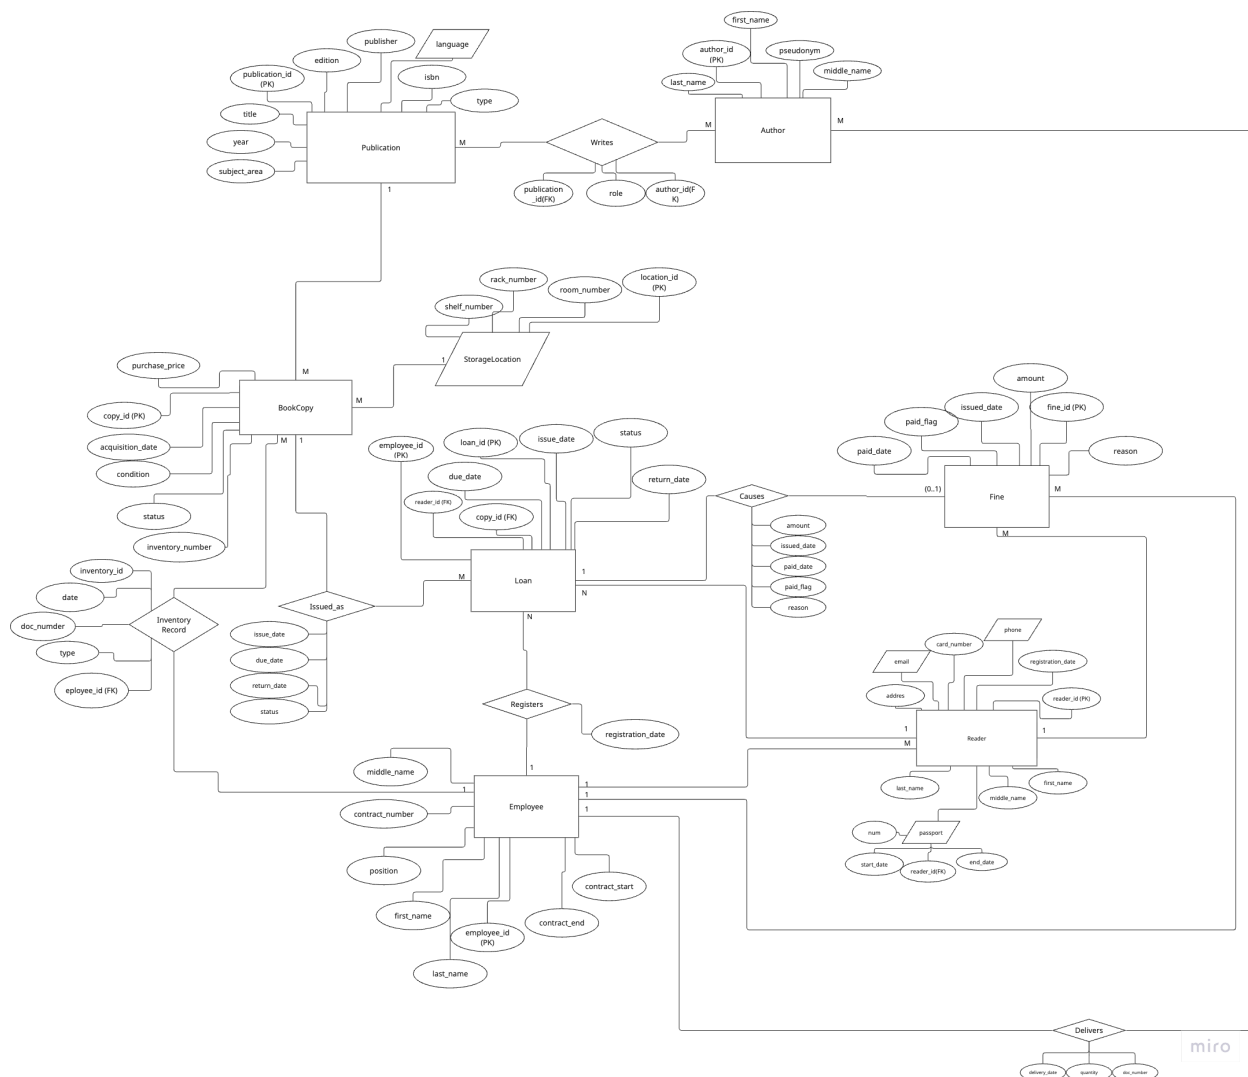 first_name
publisher
language
author_id
(PK)
pseudonym
edition
middle_name
publication_id
(PK)
isbn
last_name
type
title
M
M
Author
year
M
Writes
Publication
subject_area
1
publication
_id(FK)
role
author_id(F
K)
rack_number
location_id
(PK)
room_number
shelf_number
1
StorageLocation
purchase_price
M
M
BookCopy
copy_id (PK)
amount
issued_date
fine_id (PK)
paid_flag
employee_id
(PK)
loan_id (PK)
issue_date
status
M
1
acquisition_date
paid_date
reason
condition
due_date
return_date
(0..1)
M
Causes
Fine
reader_id (FK)
copy_id (FK)
status
amount
M
inventory_number
issued_date
inventory_id
1
paid_date
M
Loan
date
N
paid_flag
Issued_as
reason
Inventory
Record
doc_numder
N
issue_date
phone
card_number
type
due_date
email
registration_date
eployee_id (FK)
return_date
addres
reader_id (PK)
status
Registers
1
1
registration_date
M
Reader
1
middle_name
1
1
last_name
first_name
1
middle_name
contract_number
Employee
1
num
passport
position
start_date
reader_id(FK)
end_date
contract_start
first_name
contract_end
employee_id
(PK)
last_name
Delivers
miro
delivery_date
quantity
doc_number